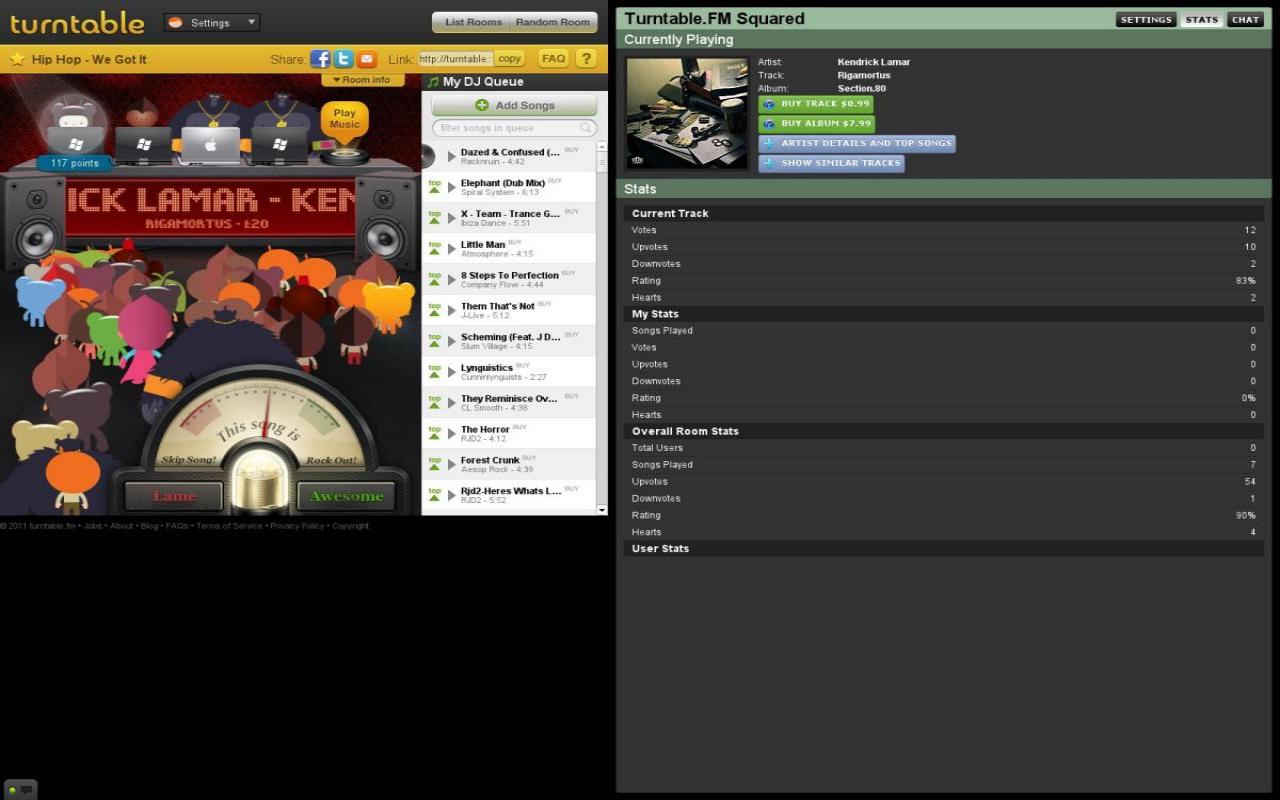 turntable
Settings
List Rooms Random Room
Hip Hop - We Got It
Share:
Link: http://turntable. copy
FAQ ?
Room info
Play
Music
117 points
ICK LAMAR - KEN
RIGAMORTUS - 6:20
This song is
Skip Song! Rock Out!
Lame Awesome
My DJ Queue
Add Songs
filter songs in queue
Dazed & Confused (... BUY
Racknruin - 4:42
top Elephant (Dub Mix) BUY
Spiral System - 6:13
top X - Team - Trance G... BUY
Ibiza Dance - 5:51
top Little Man BUY
Atmosphere - 4:15
top 8 Steps To Perfection BUY
Company Flow - 4:44
top Them That's Not BUY
J-Live - 5:12
top Scheming (Feat. J D... BUY
Slum Village - 4:15
top Lynguistics BUY
Cunninlynguists - 2:27
top They Reminisce Ov... BUY
CL Smooth - 4:38
top The Horror BUY
RJD2 - 4:12
top Forest Crunk BUY
Aesop Rock - 4:39
top Rjd2-Heres Whats L... BUY
RJD2 - 5:52
© 2011 turntable.fm • Jobs • About • Blog • FAQs • Terms of Service • Privacy Policy • Copyright
Turntable.FM Squared
SETTINGS STATS CHAT
Currently Playing
Artist: Kendrick Lamar
Track: Rigamortus
Album: Section.80
BUY TRACK $0.99
BUY ALBUM $7.99
ARTIST DETAILS AND TOP SONGS
SHOW SIMILAR TRACKS
Stats
Current Track
Votes 12
Upvotes 10
Downvotes 2
Rating 83%
Hearts 2
My Stats
Songs Played 0
Votes 0
Upvotes 0
Downvotes 0
Rating 0%
Hearts 0
Overall Room Stats
Total Users 0
Songs Played 7
Upvotes 54
Downvotes 1
Rating 90%
Hearts 4
User Stats